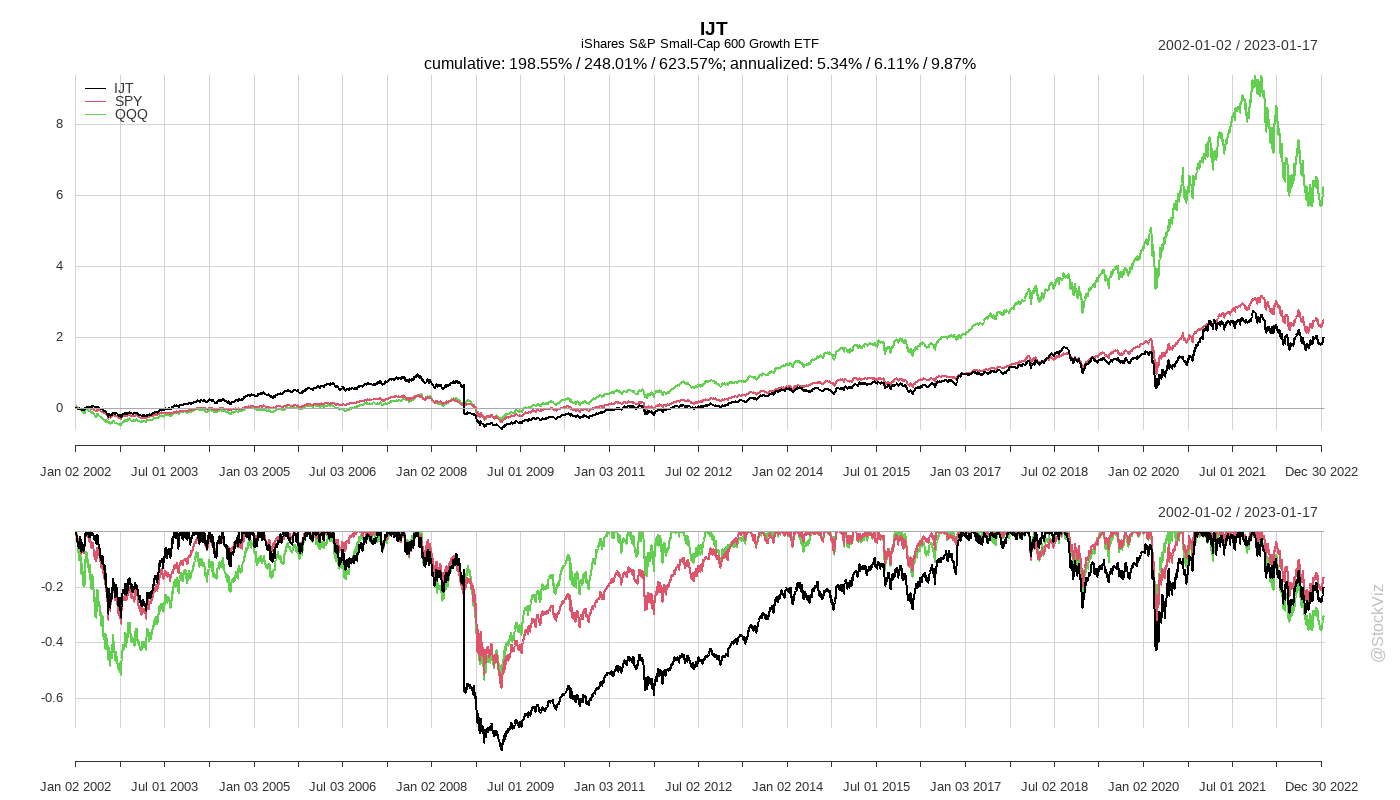 IJT
iShares S&P Small-Cap 600 Growth ETF
2002-01-02 / 2023-01-17
cumulative: 198.55% / 248.01% / 623.57%; annualized: 5.34% / 6.11% / 9.87%
IJT
SPY
QQQ
8
6
4
2
0
Jan 02 2002 Jul 01 2003 Jan 03 2005 Jul 03 2006 Jan 02 2008 Jul 01 2009 Jan 03 2011 Jul 02 2012 Jan 02 2014 Jul 01 2015 Jan 03 2017 Jul 02 2018 Jan 02 2020 Jul 01 2021 Dec 30 2022
2002-01-02 / 2023-01-17
-0.2
-0.4
-0.6
Jan 02 2002 Jul 01 2003 Jan 03 2005 Jul 03 2006 Jan 02 2008 Jul 01 2009 Jan 03 2011 Jul 02 2012 Jan 02 2014 Jul 01 2015 Jan 03 2017 Jul 02 2018 Jan 02 2020 Jul 01 2021 Dec 30 2022
@StockViz